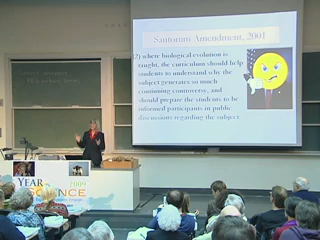 Santorum Amendment, 2001
(2) where biological evolution is
taught, the curriculum should help
students to understand why the
subject generates so much
continuing controversy, and
should prepare the students to be
informed participants in public
discussions regarding the subject
YEAR
OF
SCIENCE
2009